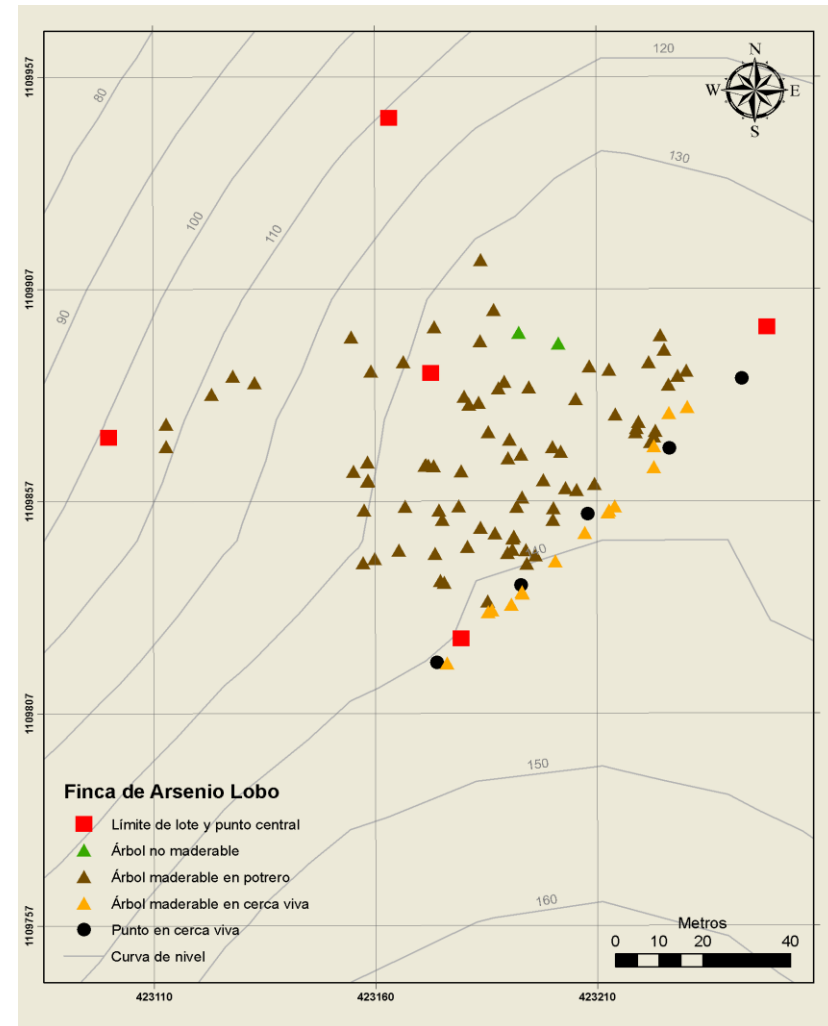 120
N
W E
S
80
130
100
110
90
140
150
160
1109957
1109907
1109857
1109807
1109757
Finca de Arsenio Lobo
Límite de lote y punto central
Árbol no maderable
Árbol maderable en potrero
Árbol maderable en cerca viva
Punto en cerca viva
Curva de nivel
Metros
0 10 20 40
423110 423160 423210